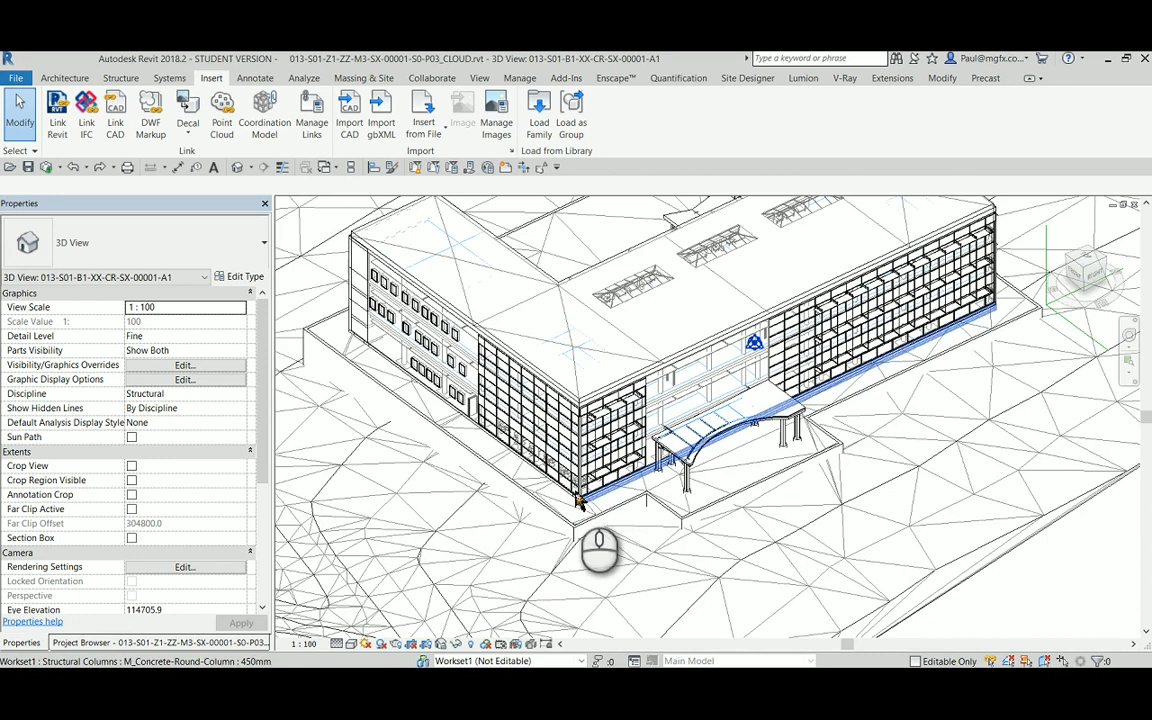 Autodesk Revit 2018.2 - STUDENT VERSION - 013-S01-Z1-ZZ-M3-SX-00001-S0-P03_CLOUD.rvt - 3D View: 013-S01-B1-XX-CR-SX-00001-A1
Type a keyword or phrase
Paul@mgfx.co...
File Architecture Structure Systems Insert Annotate Analyze Massing & Site Collaborate View Manage Add-Ins Enscape™ Quantification Site Designer Lumion V-Ray Extensions Modify Precast
Modify
Link Revit
Link IFC
Link CAD
DWF Markup
Decal
Point Cloud
Coordination Model
Manage Links
Import CAD
Import gbXML
Insert from File
Image
Manage Images
Load Family
Load as Group
Select Link Import Load from Library
Properties
3D View
3D View: 013-S01-B1-XX-CR-SX-00001-A1 Edit Type
Graphics
View Scale 1 : 100
Scale Value 1: 100
Detail Level Fine
Parts Visibility Show Both
Visibility/Graphics Overrides Edit...
Graphic Display Options Edit...
Discipline Structural
Show Hidden Lines By Discipline
Default Analysis Display Style None
Sun Path
Extents
Crop View
Crop Region Visible
Annotation Crop
Far Clip Active
Far Clip Offset 304800.0
Section Box
Camera
Rendering Settings Edit...
Locked Orientation
Perspective
Eye Elevation 114705.9
Properties help Apply
Properties Project Browser - 013-S01-Z1-ZZ-M3-SX-00001-S0-P03...
1 : 100
Workset1 : Structural Columns : M_Concrete-Round-Column : 450mm
Workset1 (Not Editable)
:0
Main Model
Editable Only
:0